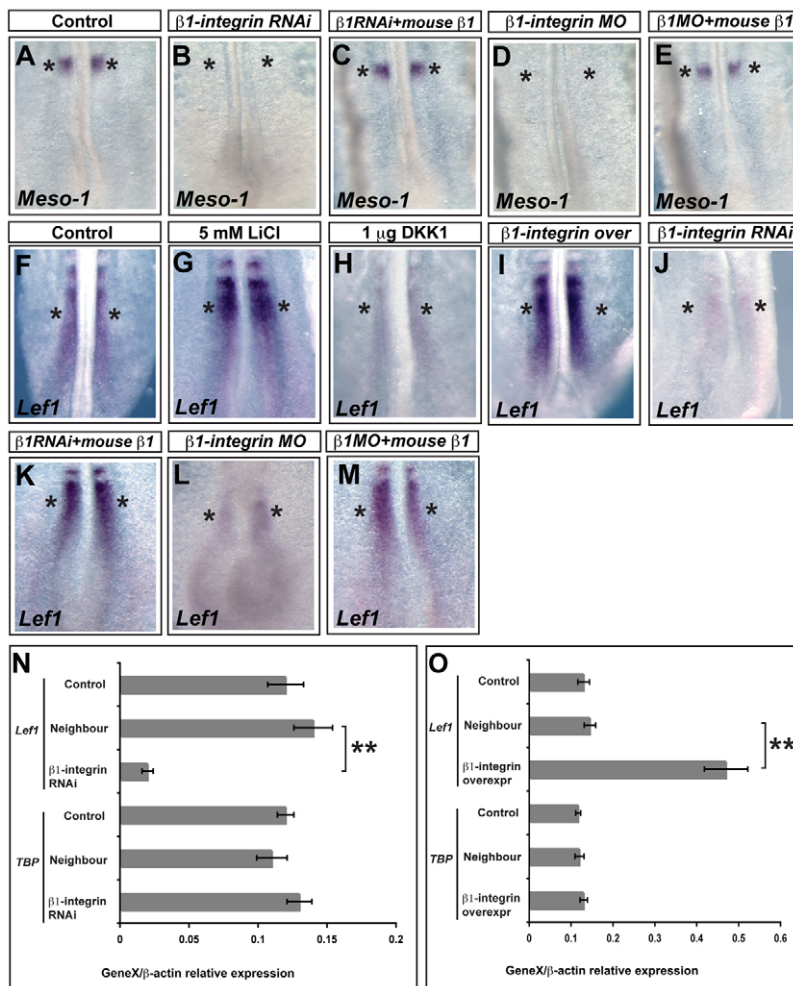 Control
β1-integrin RNAi
β1RNAi+mouse β1
β1-integrin MO
β1MO+mouse β1
A
* *
Meso-1
B
* *
Meso-1
C
* *
Meso-1
D
* *
Meso-1
E
* *
Meso-1
Control
5 mM LiCl
1 μg DKK1
β1-integrin over
β1-integrin RNAi
F
* *
Lef1
G
* *
Lef1
H
* *
Lef1
I
* *
Lef1
J
* *
Lef1
β1RNAi+mouse β1
β1-integrin MO
β1MO+mouse β1
K
* *
Lef1
L
* *
Lef1
M
* *
Lef1
N
Lef1
Control
Neighbour
β1-integrin
RNAi
**
TBP
Control
Neighbour
β1-integrin
RNAi
0 0.05 0.1 0.15 0.2
GeneX/β-actin relative expression
O
Lef1
Control
Neighbour
β1-integrin
overexpr
**
TBP
Control
Neighbour
β1-integrin
overexpr
0 0.1 0.2 0.3 0.4 0.5 0.6
GeneX/β-actin relative expression